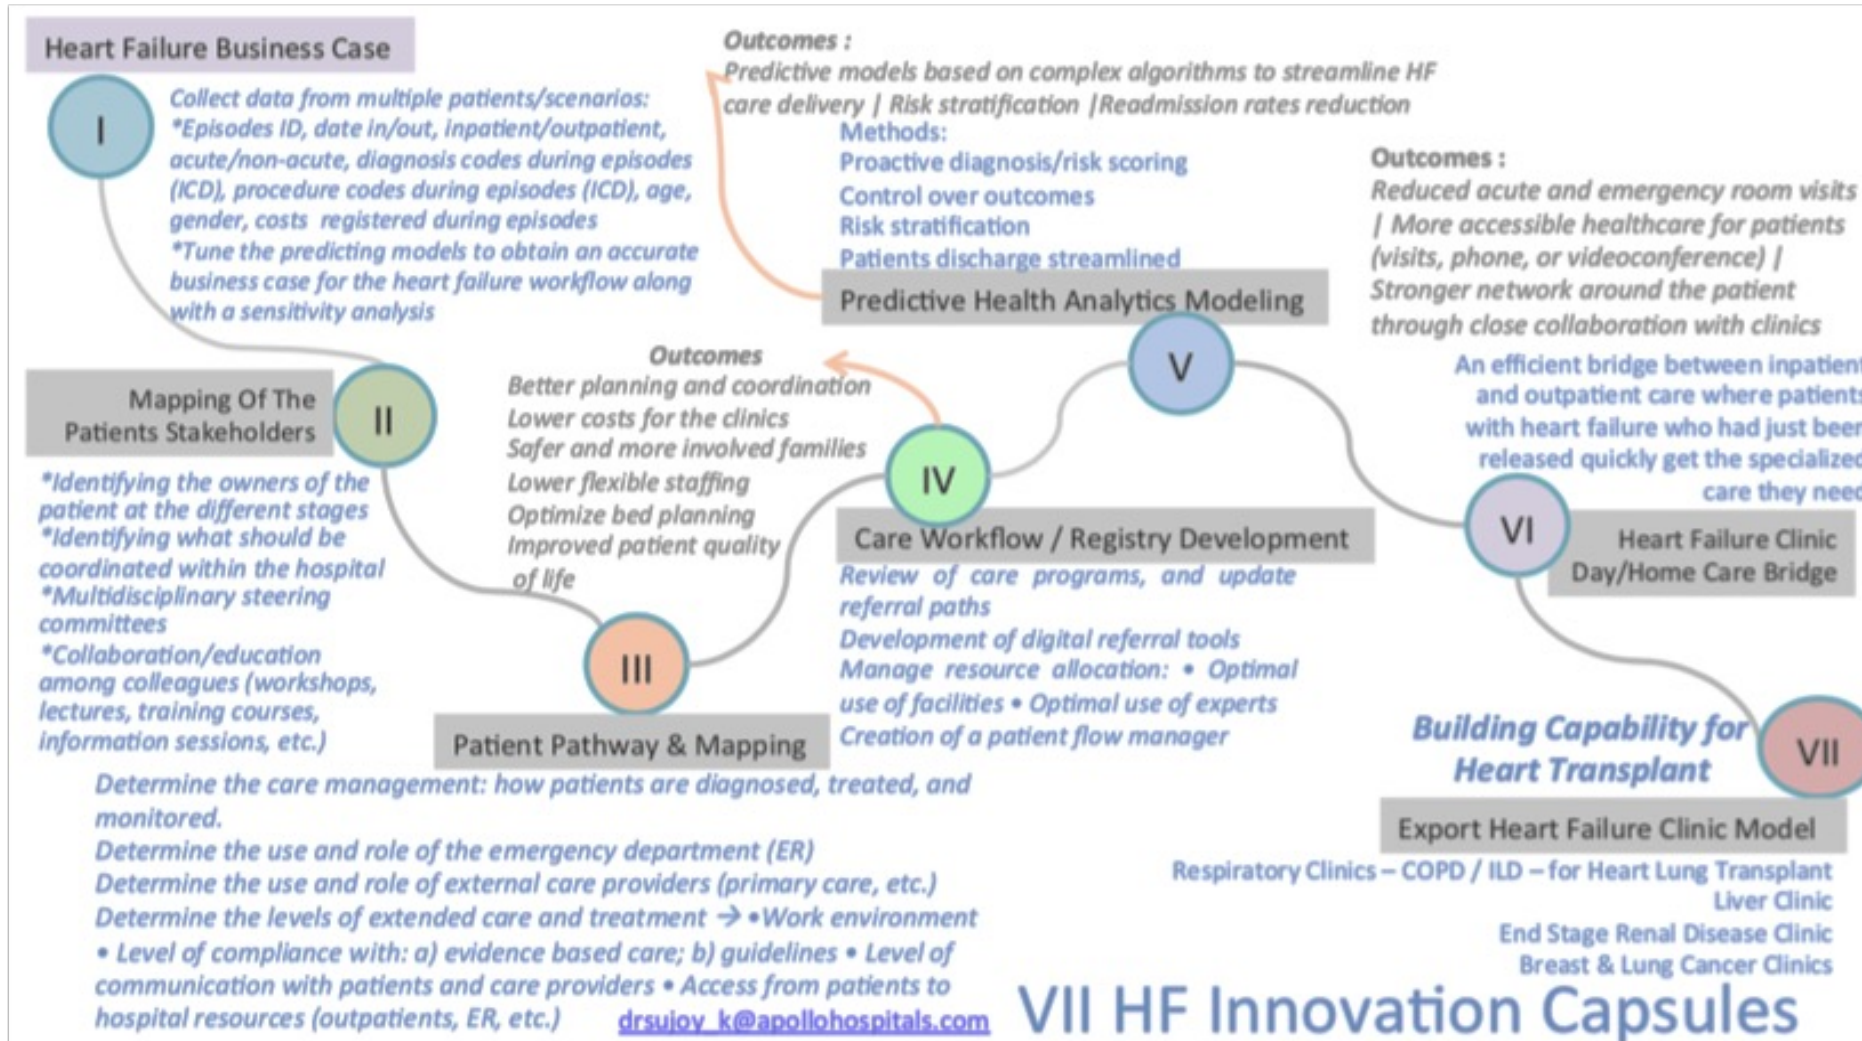 Heart Failure Business Case
I
Collect data from multiple patients/scenarios:
*Episodes ID, date in/out, inpatient/outpatient,
acute/non-acute, diagnosis codes during episodes
(ICD), procedure codes during episodes (ICD), age,
gender, costs registered during episodes
*Tune the predicting models to obtain an accurate
business case for the heart failure workflow along
with a sensitivity analysis
Mapping Of The
Patients Stakeholders
II
*Identifying the owners of the
patient at the different stages
*Identifying what should be
coordinated within the hospital
*Multidisciplinary steering
committees
*Collaboration/education
among colleagues (workshops,
lectures, training courses,
information sessions, etc.)
III
Patient Pathway & Mapping
Determine the care management: how patients are diagnosed, treated, and
monitored.
Determine the use and role of the emergency department (ER)
Determine the use and role of external care providers (primary care, etc.)
Determine the levels of extended care and treatment → •Work environment
• Level of compliance with: a) evidence based care; b) guidelines • Level of
communication with patients and care providers • Access from patients to
hospital resources (outpatients, ER, etc.)
Outcomes
Better planning and coordination
Lower costs for the clinics
Safer and more involved families
Lower flexible staffing
Optimize bed planning
Improved patient quality
of life
IV
Care Workflow / Registry Development
Review of care programs, and update
referral paths
Development of digital referral tools
Manage resource allocation: • Optimal
use of facilities • Optimal use of experts
Creation of a patient flow manager
Outcomes :
Predictive models based on complex algorithms to streamline HF
care delivery | Risk stratification |Readmission rates reduction
Methods:
Proactive diagnosis/risk scoring
Control over outcomes
Risk stratification
Patients discharge streamlined
Predictive Health Analytics Modeling
V
Outcomes :
Reduced acute and emergency room visits
| More accessible healthcare for patients
(visits, phone, or videoconference) |
Stronger network around the patient
through close collaboration with clinics
An efficient bridge between inpatient
and outpatient care where patients
with heart failure who had just been
released quickly get the specialized
care they need
VI
Heart Failure Clinic
Day/Home Care Bridge
Building Capability for
Heart Transplant
VII
Export Heart Failure Clinic Model
Respiratory Clinics – COPD / ILD – for Heart Lung Transplant
Liver Clinic
End Stage Renal Disease Clinic
Breast & Lung Cancer Clinics
drsujoy_k@apollohospitals.com
VII HF Innovation Capsules